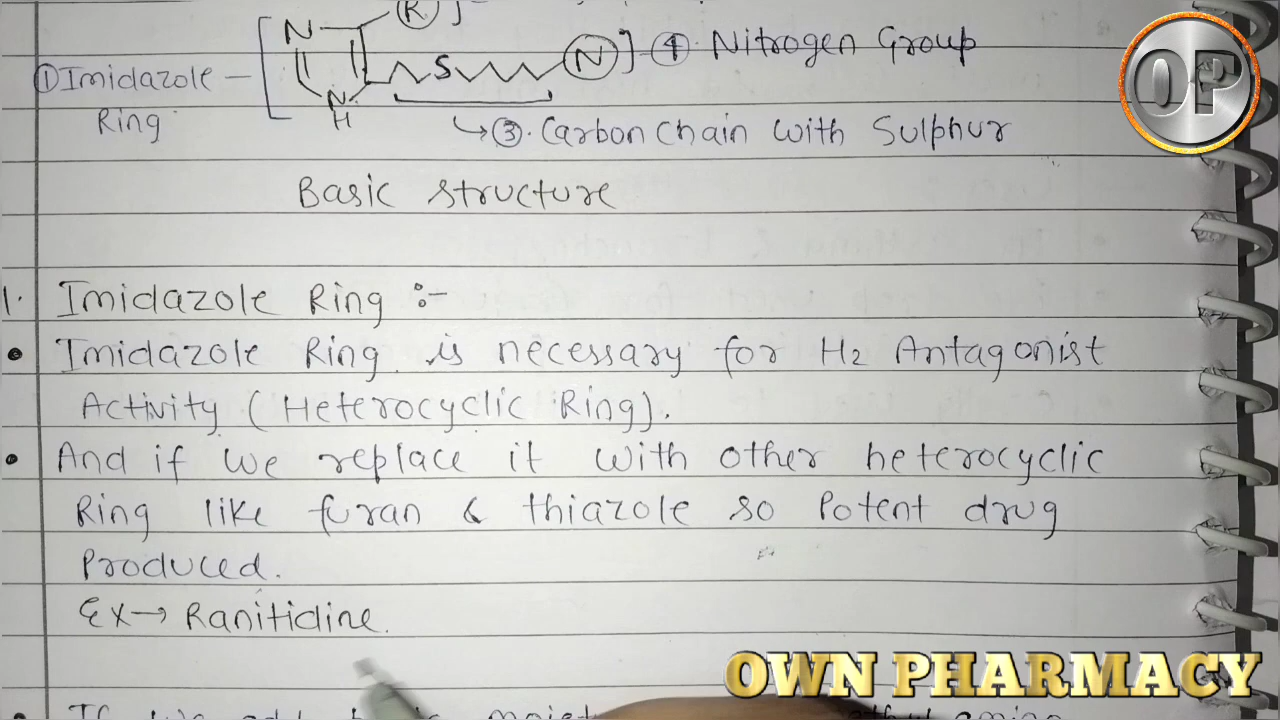 N
R
①Imidazole
S
N
④. Nitrogen Group
Ring
N
H
③. Carbon Chain with Sulphur
Basic structure
1. Imidazole Ring :-
• Imidazole Ring is necessary for H2 Antagonist
Activity (Heterocyclic Ring).
• And if we replace it with other heterocyclic
Ring like furan & thiazole so Potent drug
Produced.
Ex→ Ranitidine.
OP
OWN PHARMACY